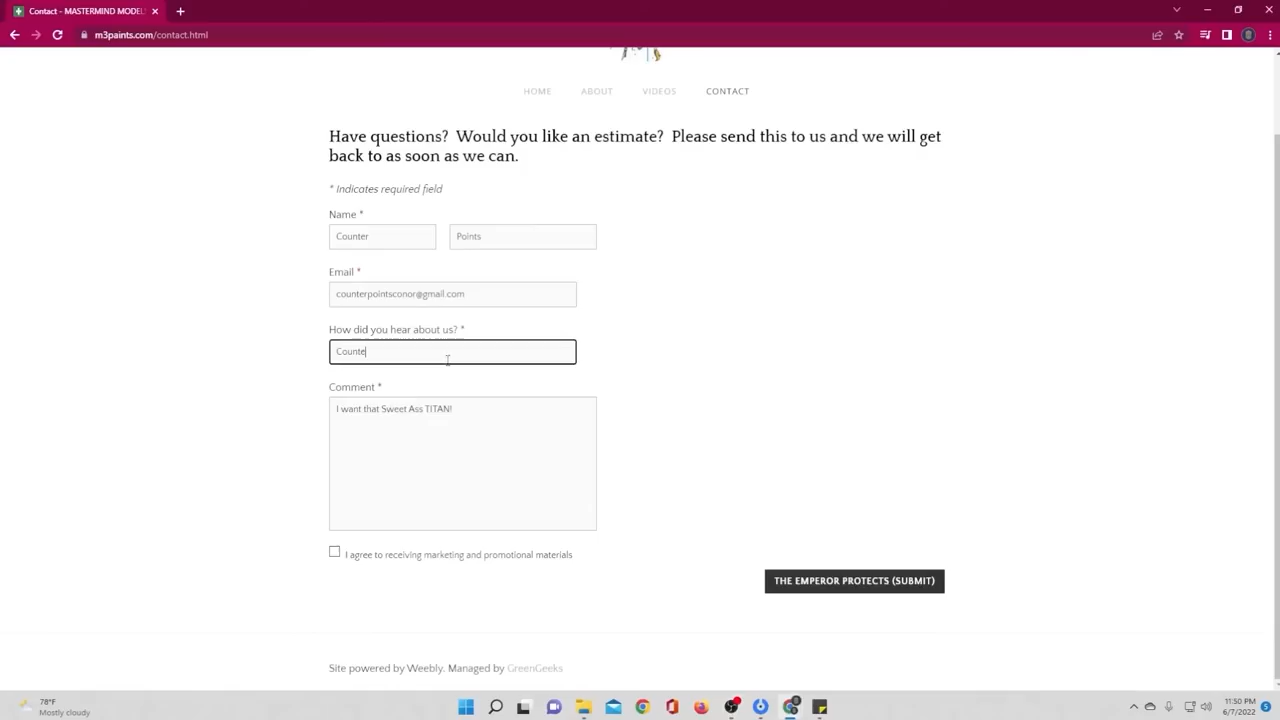 Contact - MASTERMIND MODEL
m3paints.com/contact.html
HOME ABOUT VIDEOS CONTACT
Have questions? Would you like an estimate? Please send this to us and we will get
back to as soon as we can.
* Indicates required field
Name *
Counter Points
Email *
counterpointsconor@gmail.com
How did you hear about us? *
Counte
Comment *
I want that Sweet Ass TITAN!
I agree to receiving marketing and promotional materials
THE EMPEROR PROTECTS (SUBMIT)
Site powered by Weebly. Managed by GreenGeeks
78°F
Mostly cloudy
11:50 PM
6/7/2022